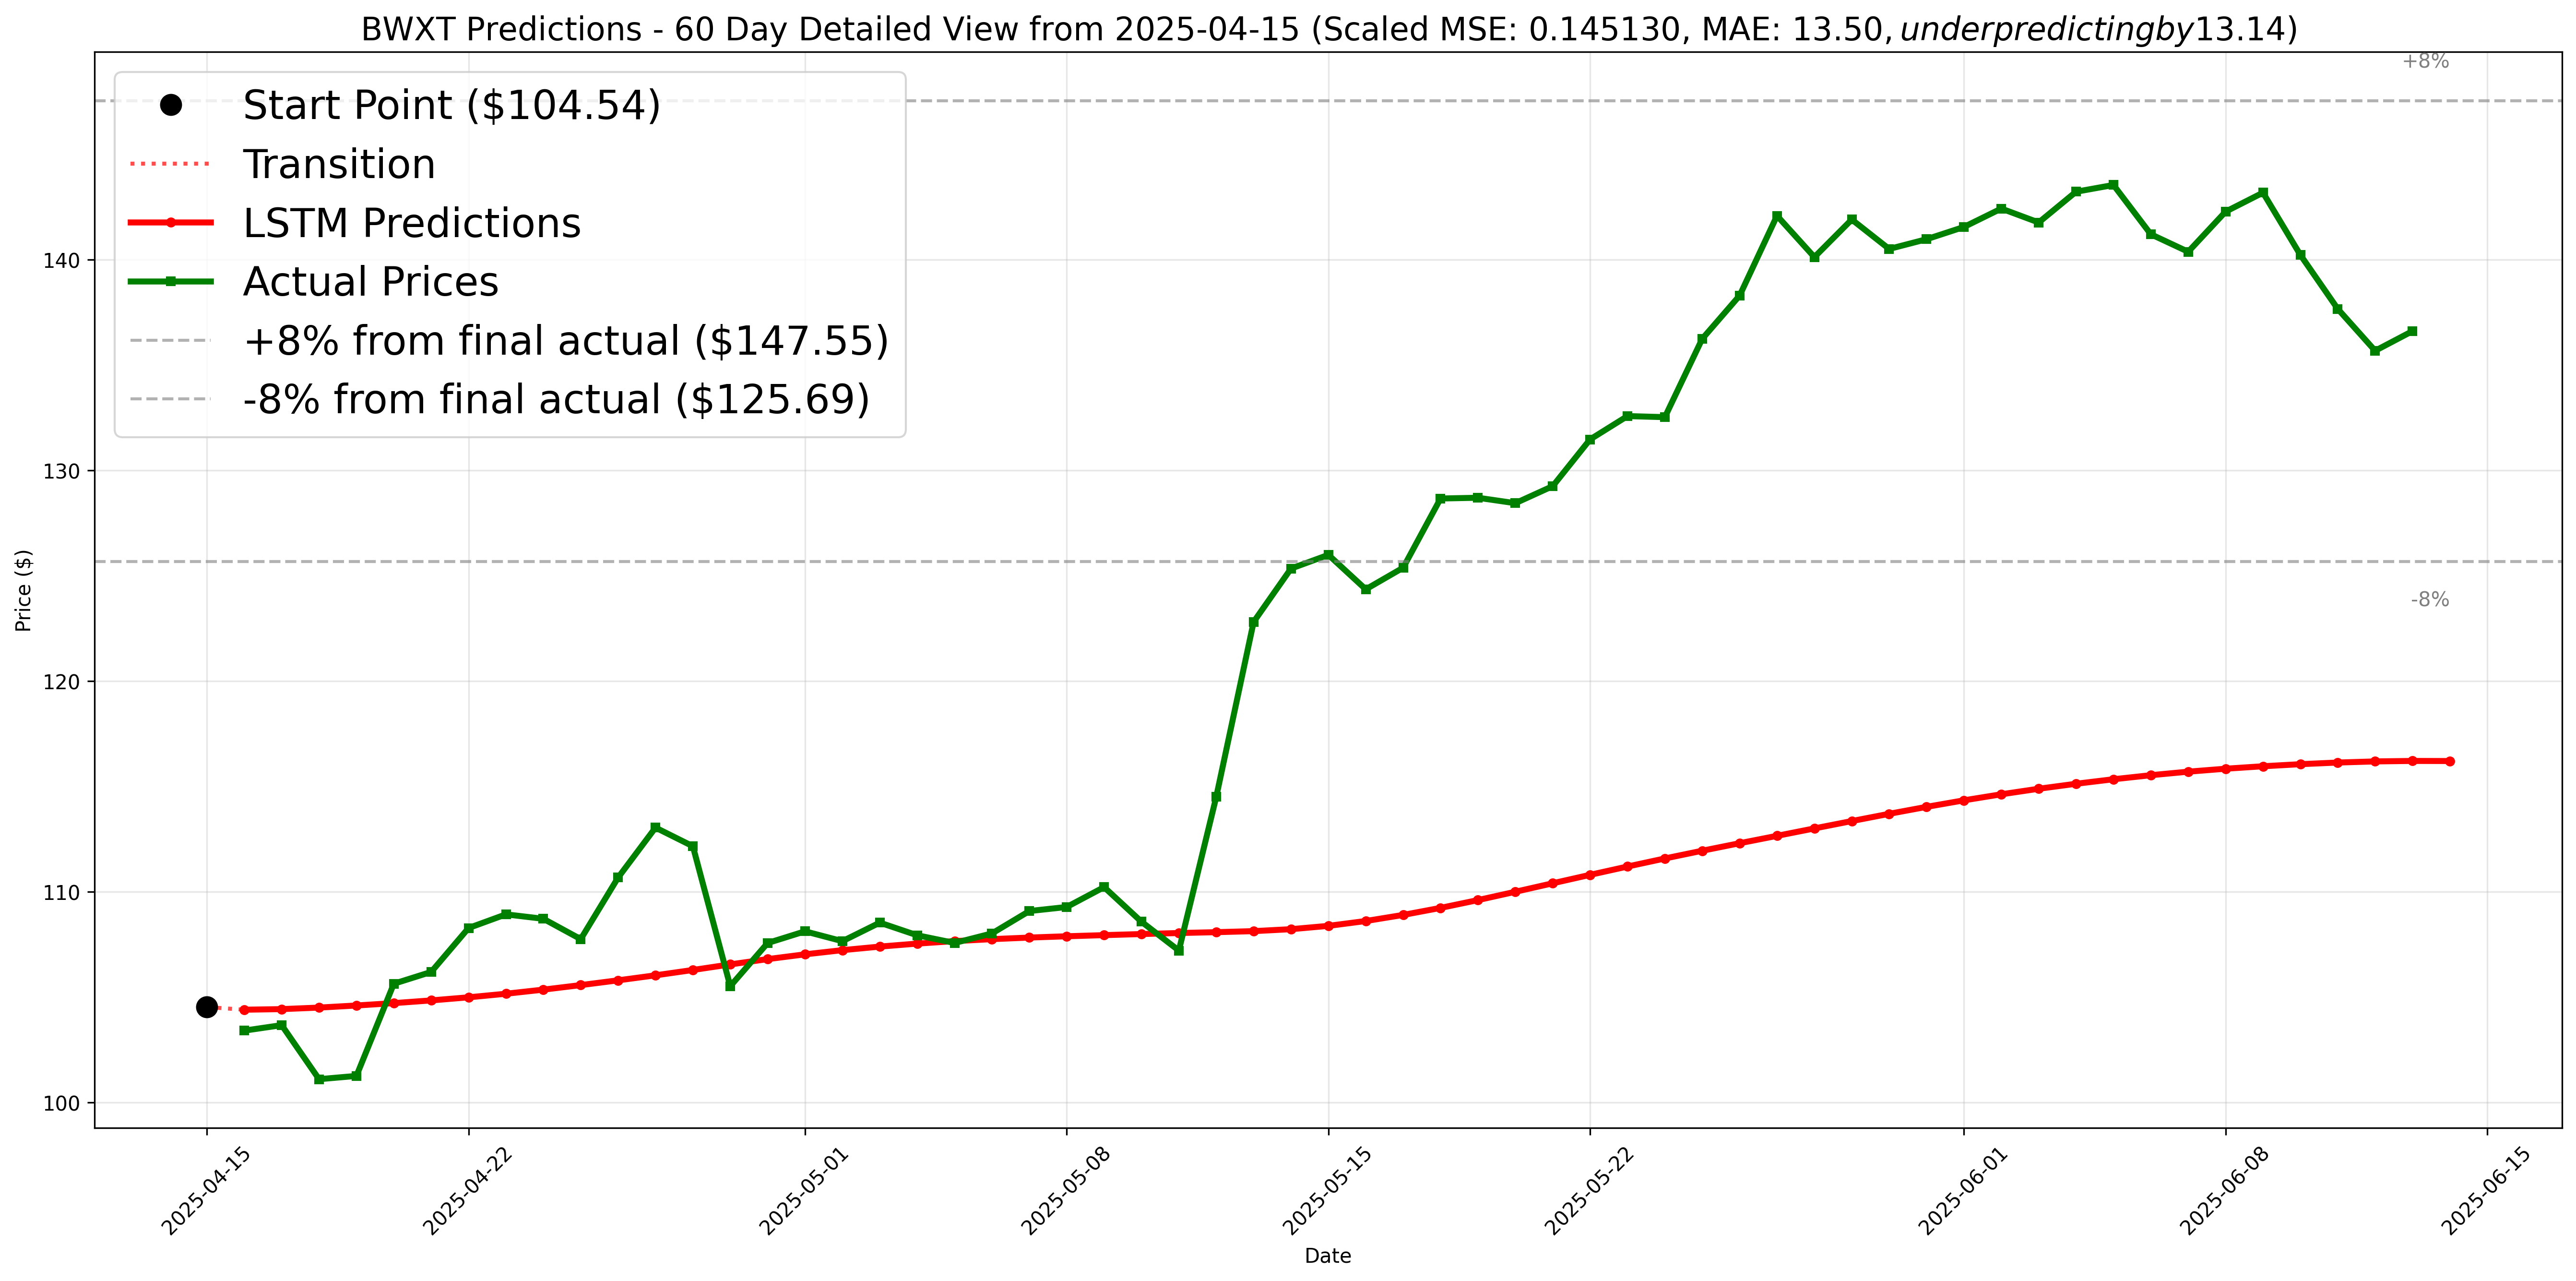 BWXT Predictions - 60 Day Detailed View from 2025-04-15 (Scaled MSE: 0.145130, MAE: 13.50, underpredictingby13.14)
+8%
Start Point ($104.54)
Transition
LSTM Predictions
Actual Prices
+8% from final actual ($147.55)
-8% from final actual ($125.69)
140
130
-8%
120
110
100
Price ($)
2025-04-15
2025-04-22
2025-05-01
2025-05-08
2025-05-15
2025-05-22
2025-06-01
2025-06-08
2025-06-15
Date